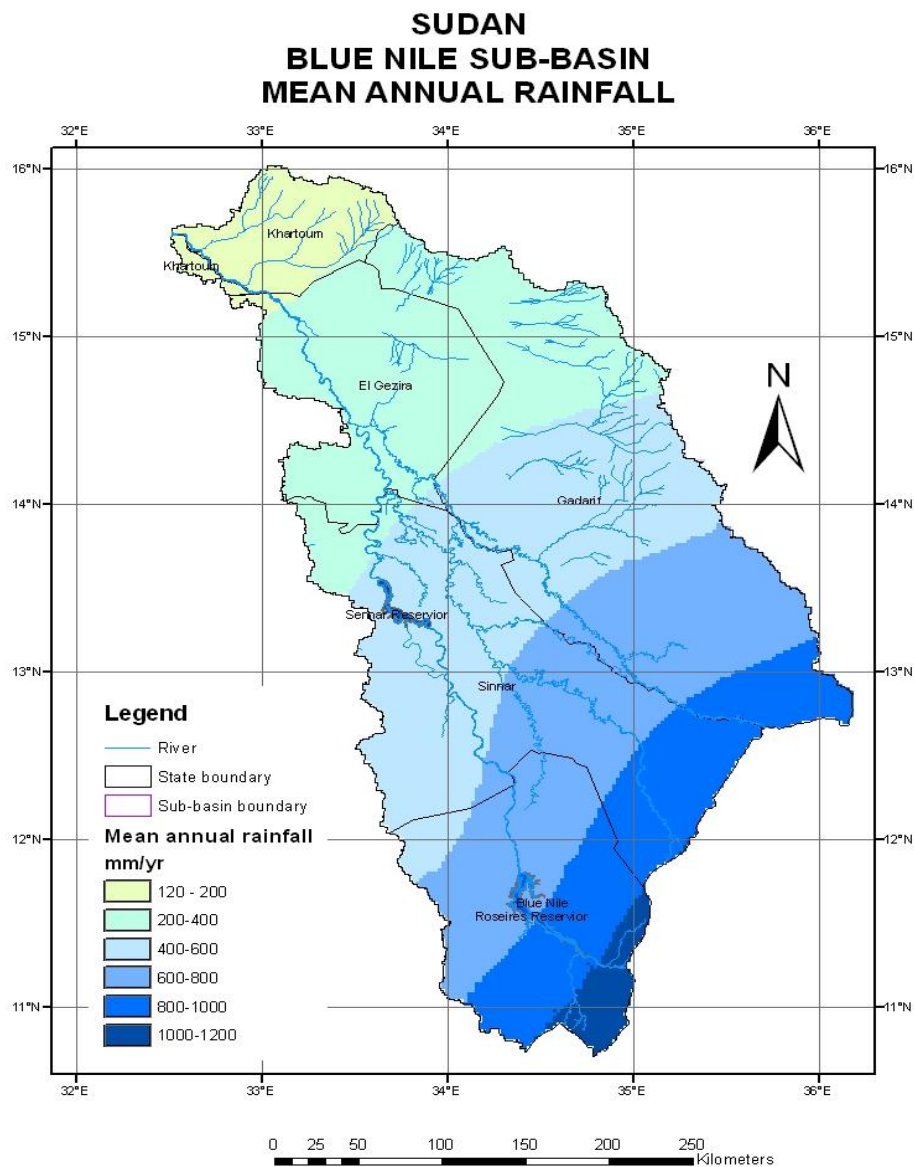 SUDAN
BLUE NILE SUB-BASIN
MEAN ANNUAL RAINFALL
32°E 33°E 34°E 35°E 36°E
16°N 16°N
Khartoum
Khartoum
15°N 15°N
N
El Gezira
14°N 14°N
Gadarif
Sennar Reservior
13°N 13°N
Sinnar
Legend
River
State boundary
Sub-basin boundary
Mean annual rainfall
mm/yr
12°N 12°N
120 - 200
200-400
400-600
600-800
800-1000
1000-1200
Blue Nile
Roseires Reservior
11°N 11°N
32°E 33°E 34°E 35°E 36°E
0 25 50 100 150 200 250
Kilometers